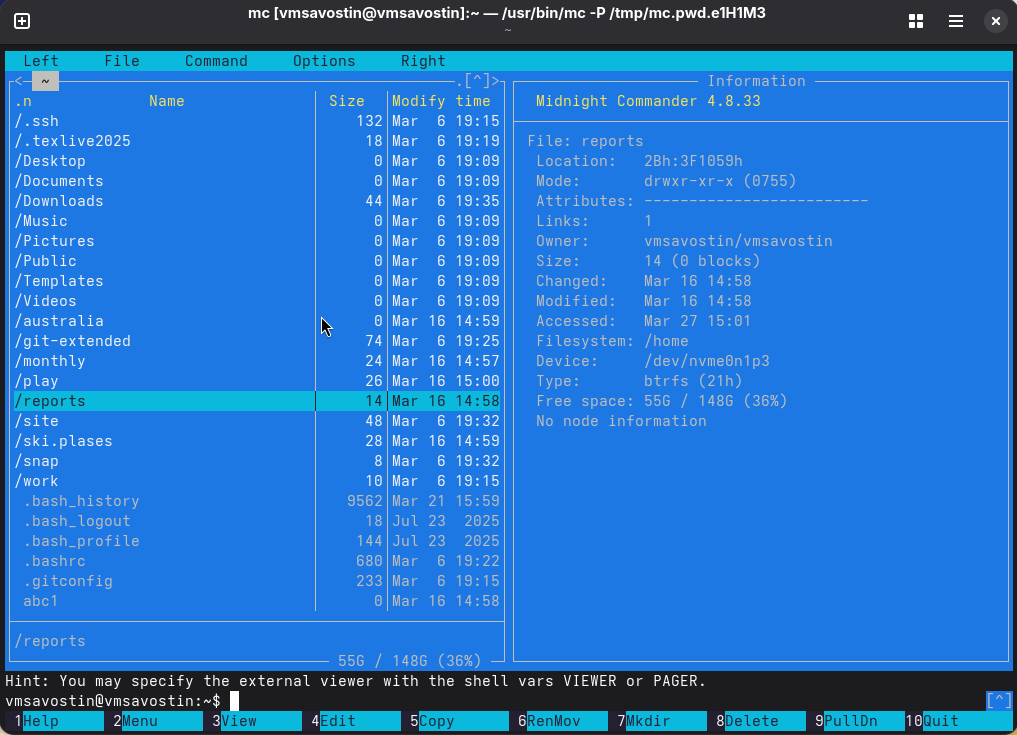 mc [vmsavostin@vmsavostin]:~ — /usr/bin/mc -P /tmp/mc.pwd.e1H1M3
~
Left File Command Options Right
<─ ~ .[^]>
.n Name Size Modify time
/.ssh 132 Mar 6 19:15
/.texlive2025 18 Mar 6 19:19
/Desktop 0 Mar 6 19:09
/Documents 0 Mar 6 19:09
/Downloads 44 Mar 6 19:35
/Music 0 Mar 6 19:09
/Pictures 0 Mar 6 19:09
/Public 0 Mar 6 19:09
/Templates 0 Mar 6 19:09
/Videos 0 Mar 6 19:09
/australia 0 Mar 16 14:59
/git-extended 74 Mar 6 19:25
/monthly 24 Mar 16 14:57
/play 26 Mar 16 15:00
/reports 14 Mar 16 14:58
/site 48 Mar 6 19:32
/ski.plases 28 Mar 16 14:59
/snap 8 Mar 6 19:32
/work 10 Mar 6 19:15
.bash_history 9562 Mar 21 15:59
.bash_logout 18 Jul 23 2025
.bash_profile 144 Jul 23 2025
.bashrc 680 Mar 6 19:22
.gitconfig 233 Mar 6 19:15
abc1 0 Mar 16 14:58
/reports
55G / 148G (36%)
Information
Midnight Commander 4.8.33
File: reports
Location: 2Bh:3F1059h
Mode: drwxr-xr-x (0755)
Attributes: -------------------------
Links: 1
Owner: vmsavostin/vmsavostin
Size: 14 (0 blocks)
Changed: Mar 16 14:58
Modified: Mar 16 14:58
Accessed: Mar 27 15:01
Filesystem: /home
Device: /dev/nvme0n1p3
Type: btrfs (21h)
Free space: 55G / 148G (36%)
No node information
Hint: You may specify the external viewer with the shell vars VIEWER or PAGER.
vmsavostin@vmsavostin:~$ [^]
1Help 2Menu 3View 4Edit 5Copy 6RenMov 7Mkdir 8Delete 9PullDn 10Quit